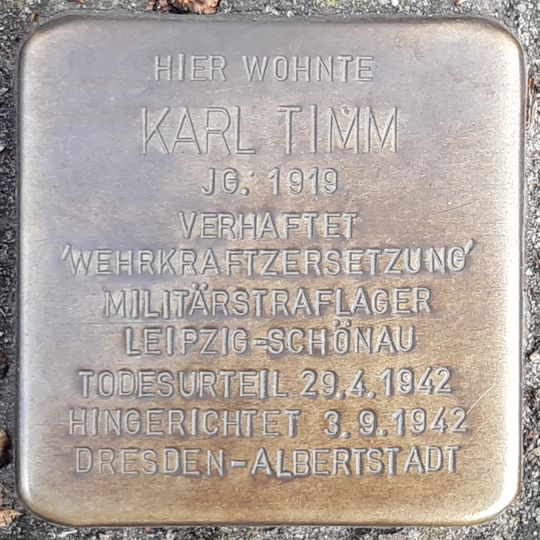 HIER WOHNTE
KARL TIMM
JG. 1919
VERHAFTET
'WEHRKRAFTZERSETZUNG'
MILITÄRSTRAFLAGER
LEIPZIG-SCHÖNAU
TODESURTEIL 29.4.1942
HINGERICHTET 3.9.1942
DRESDEN-ALBERTSTADT